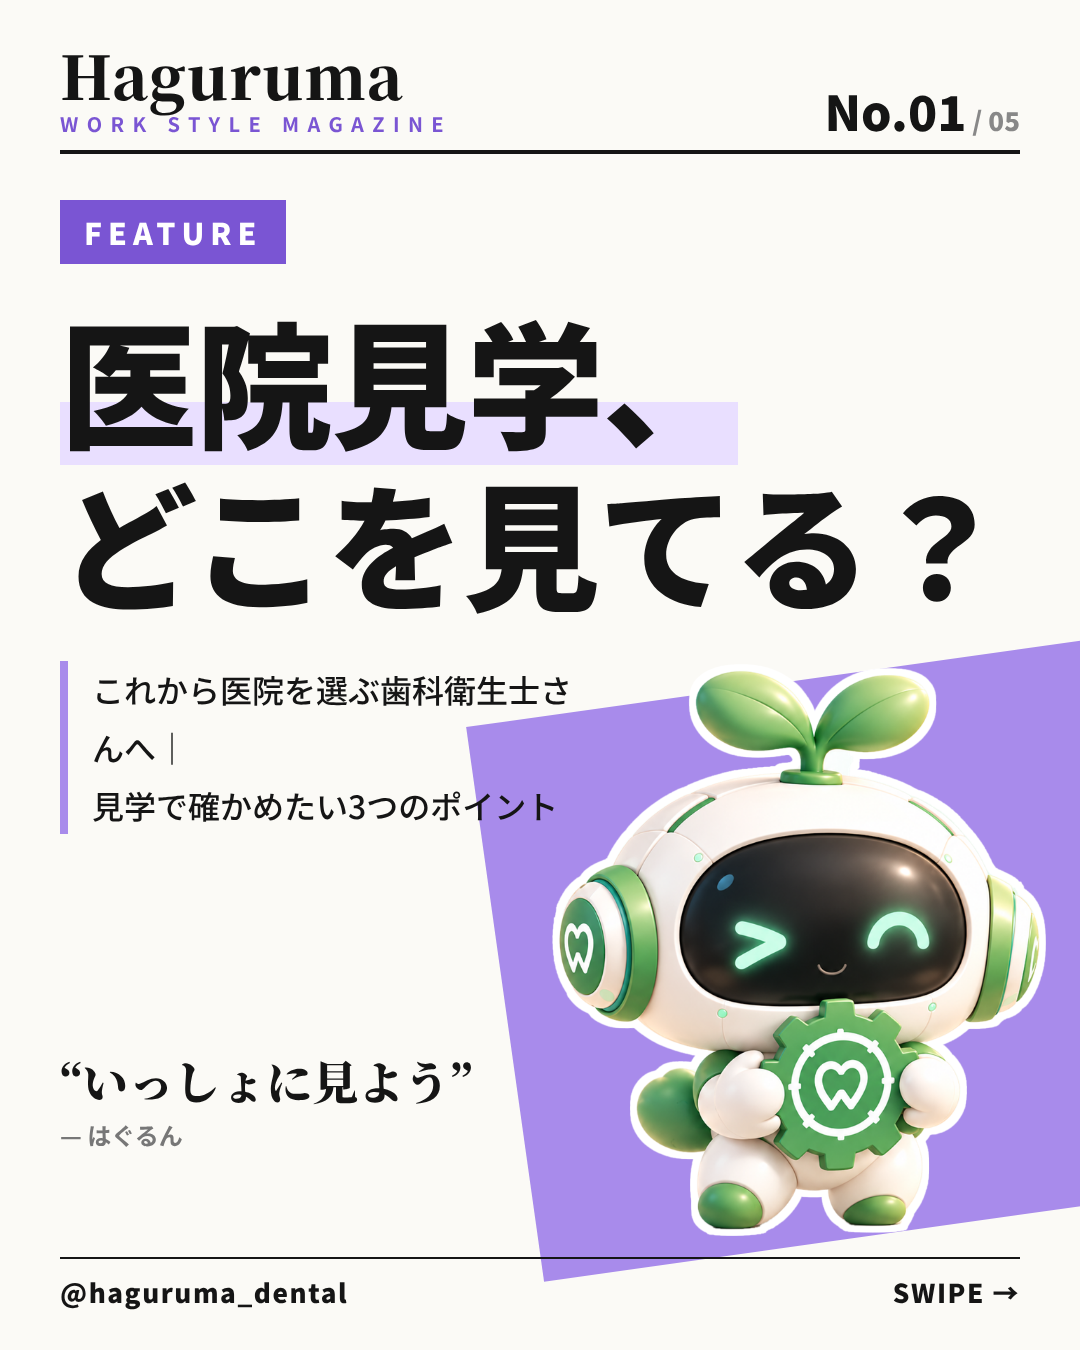 Haguruma
WORK STYLE MAGAZINE
No.01 / 05
FEATURE
医院見学、
どこを見てる？
これから医院を選ぶ歯科衛生士さ
んへ｜
見学で確かめたい3つのポイント
“いっしょに見よう”
— はぐるん
@haguruma_dental
SWIPE →